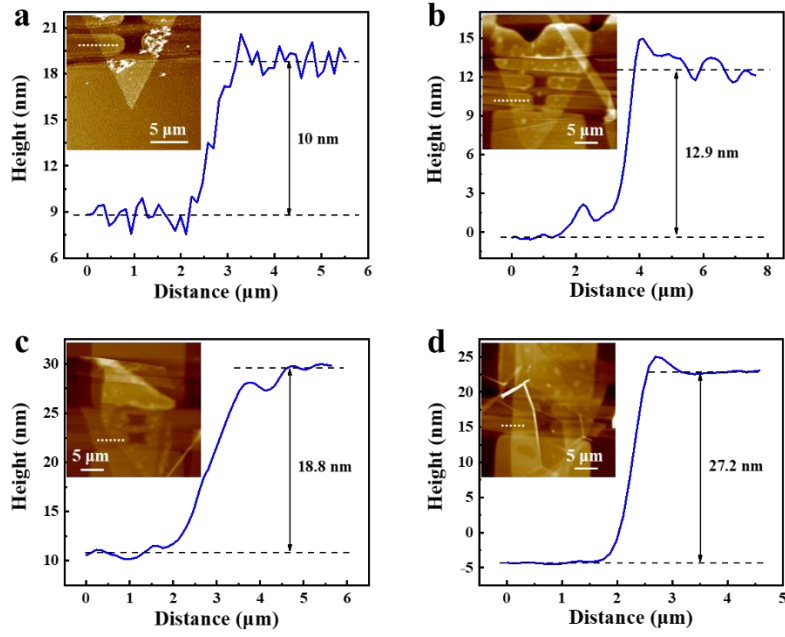 a
21
18
15
12
9
6
Height (nm)
5 μm
10 nm
0 1 2 3 4 5 6
Distance (μm)
b
15
12
9
6
3
0
Height (nm)
5 μm
12.9 nm
0 2 4 6 8
Distance (μm)
c
30
25
20
15
10
Height (nm)
5 μm
18.8 nm
0 1 2 3 4 5 6
Distance (μm)
d
25
20
15
10
5
0
-5
Height (nm)
5 μm
27.2 nm
0 1 2 3 4 5
Distance (μm)